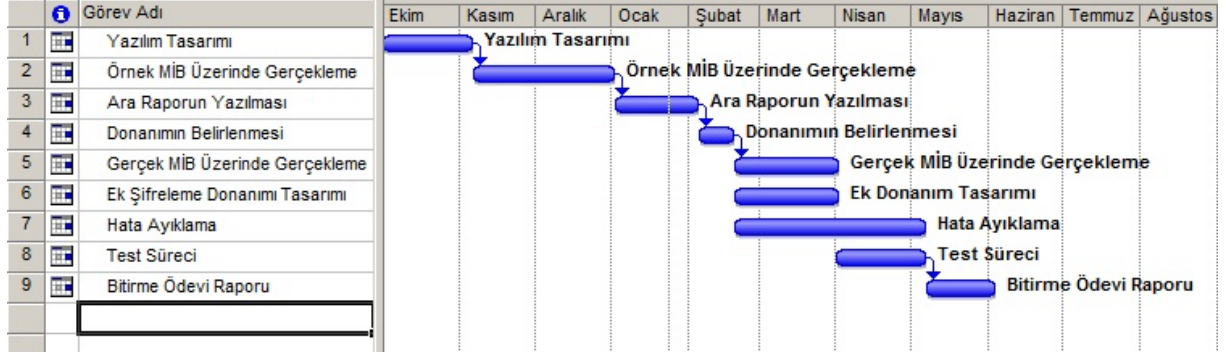 Görev Adı Ekim Kasım Aralık Ocak Şubat Mart Nisan Mayıs Haziran Temmuz Ağustos
1 Yazılım Tasarımı Yazılım Tasarımı
2 Örnek MİB Üzerinde Gerçekleme Örnek MİB Üzerinde Gerçekleme
3 Ara Raporun Yazılması Ara Raporun Yazılması
4 Donanımın Belirlenmesi Donanımın Belirlenmesi
5 Gerçek MİB Üzerinde Gerçekleme Gerçek MİB Üzerinde Gerçekleme
6 Ek Şifreleme Donanımı Tasarımı Ek Donanım Tasarımı
7 Hata Ayıklama Hata Ayıklama
8 Test Süreci Test Süreci
9 Bitirme Ödevi Raporu Bitirme Ödevi Raporu